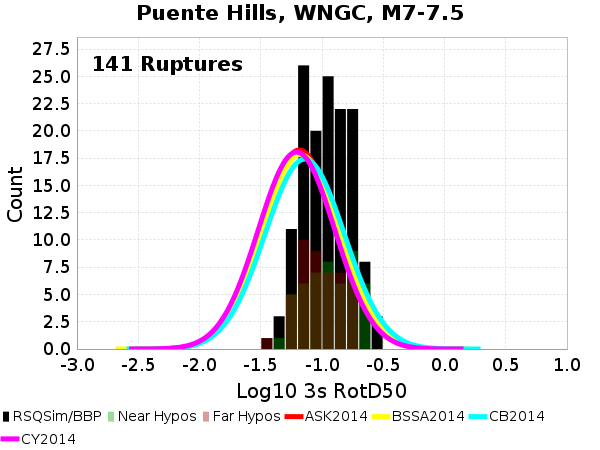 Puente Hills, WNGC, M7-7.5
141 Ruptures
Count
27.5
25.0
22.5
20.0
17.5
15.0
12.5
10.0
7.5
5.0
2.5
0.0
-3.0 -2.5 -2.0 -1.5 -1.0 -0.5 0.0 0.5 1.0
Log10 3s RotD50
RSQSim/BBP Near Hypos Far Hypos ASK2014 BSSA2014 CB2014
CY2014